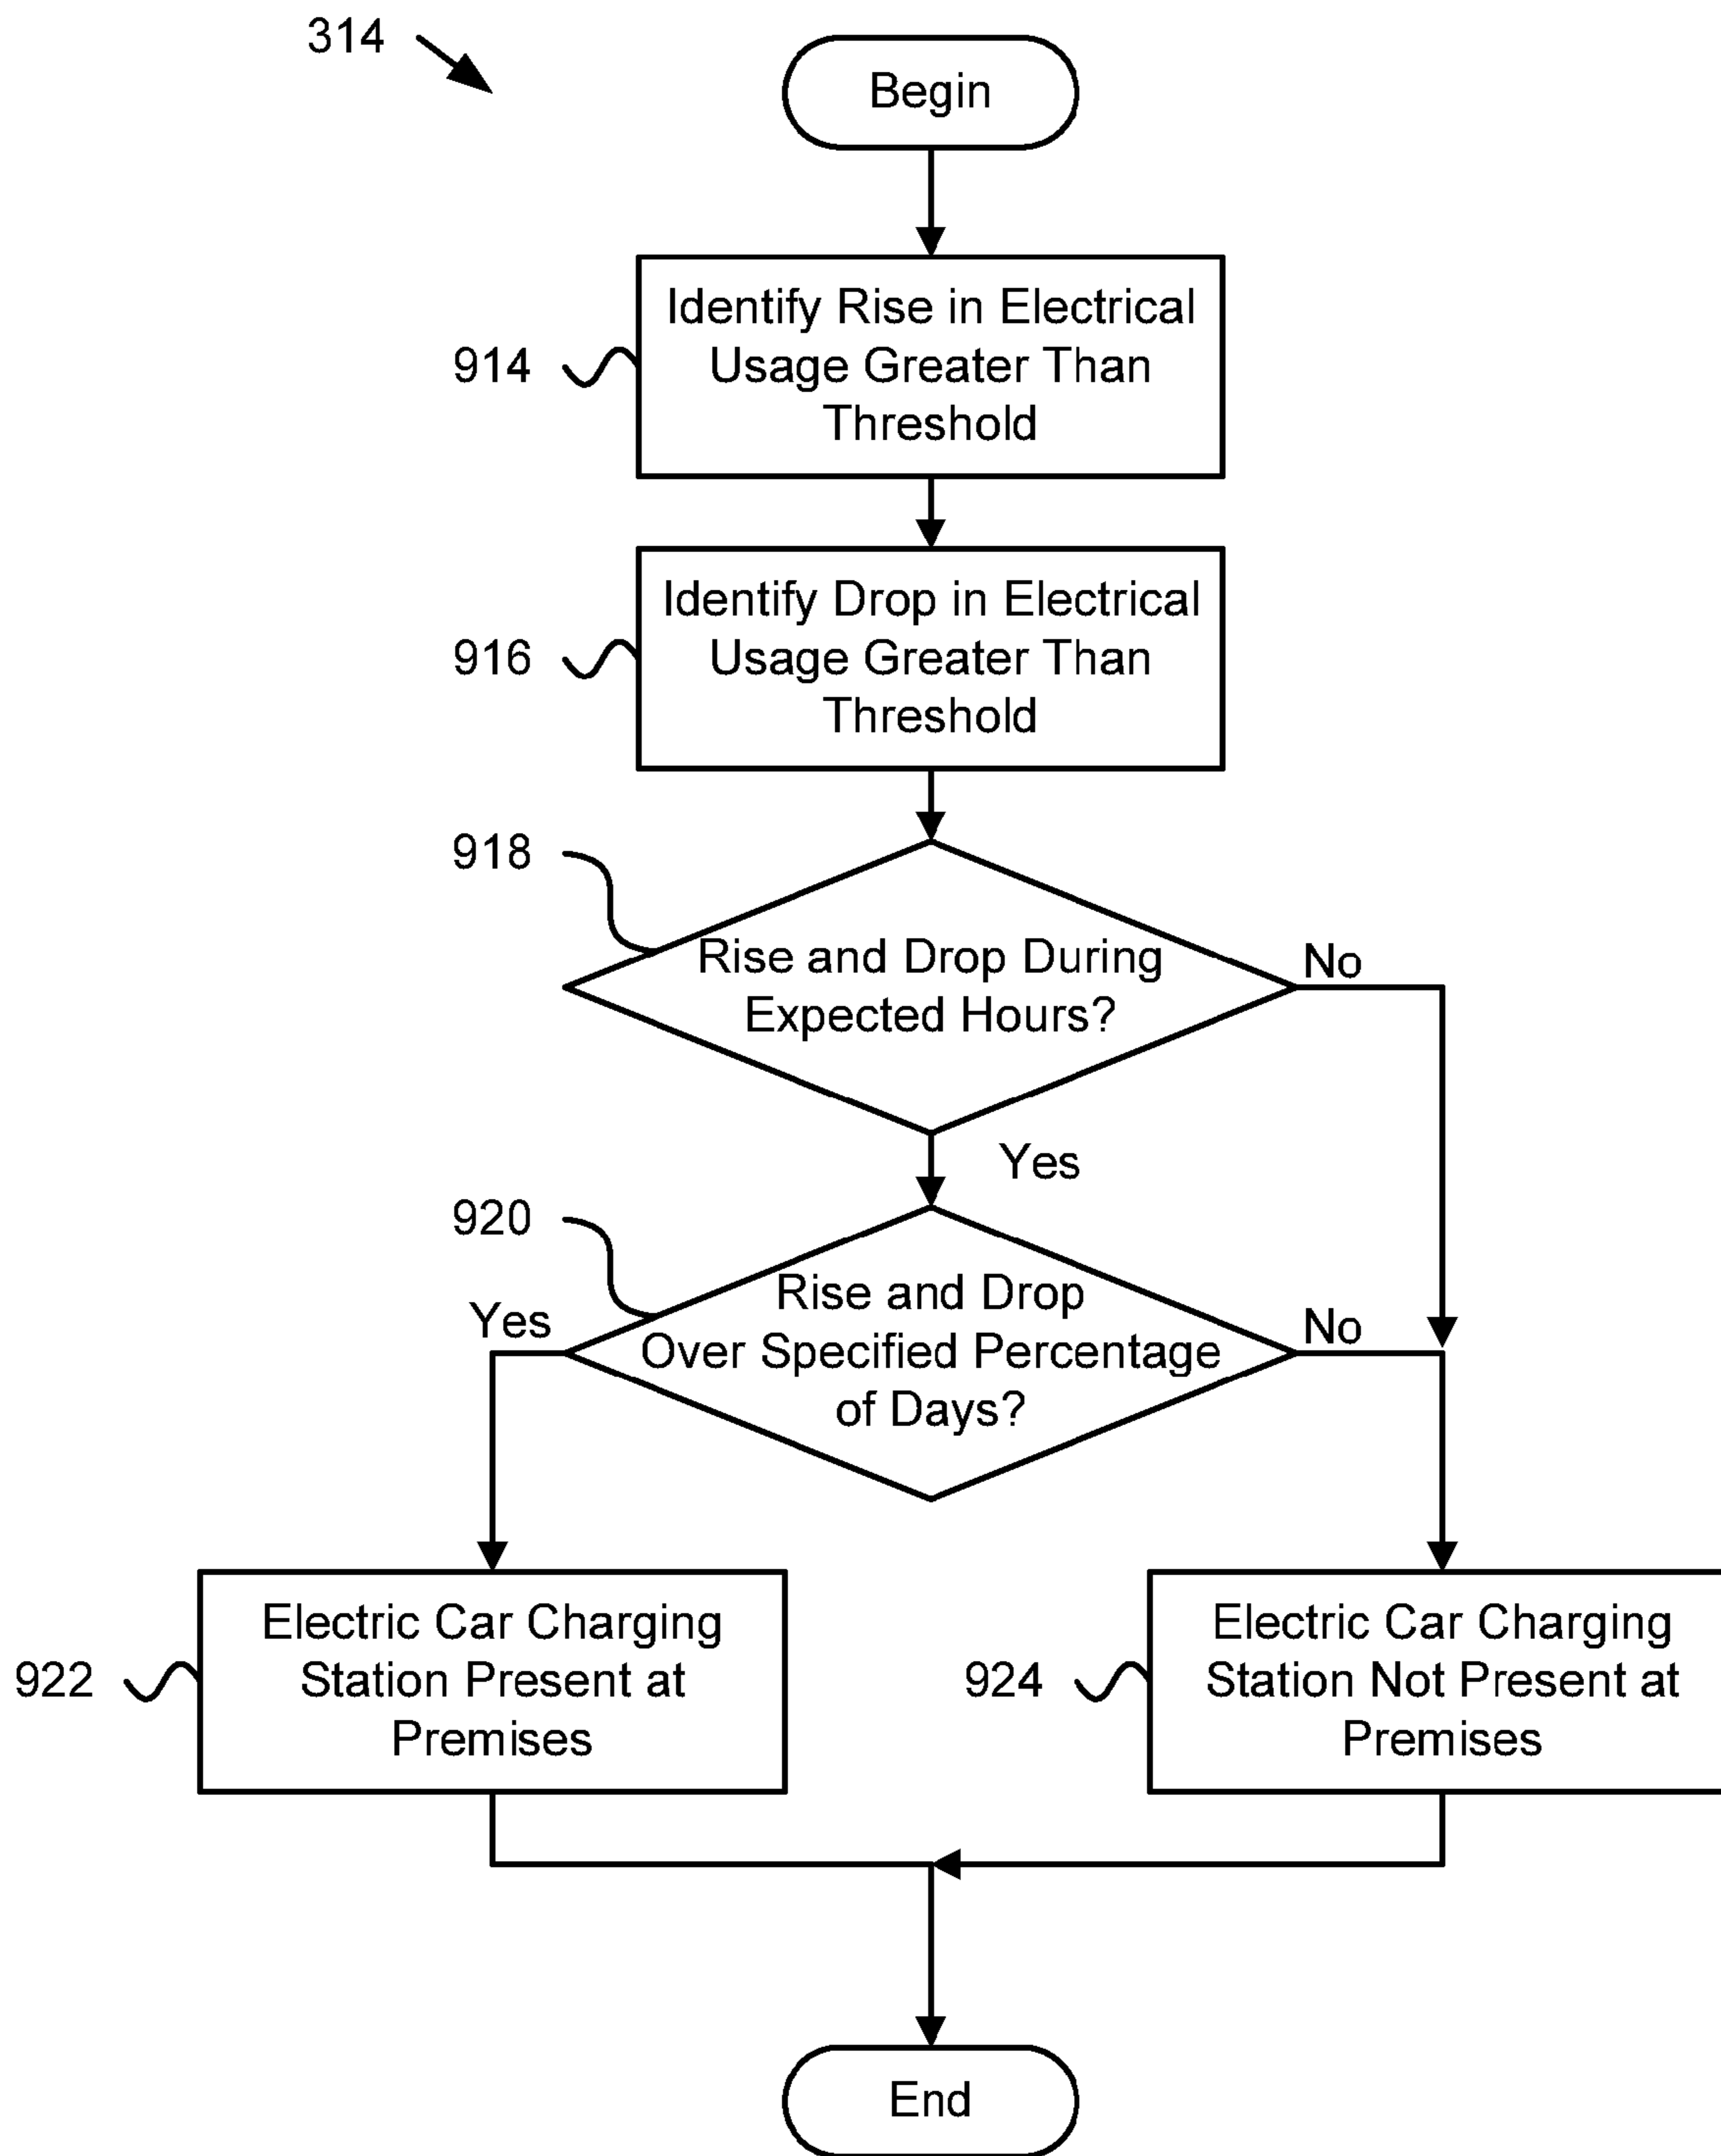 314
Begin
Identify Rise in Electrical
Usage Greater Than
Threshold
914
Identify Drop in Electrical
Usage Greater Than
Threshold
916
918
Rise and Drop During
Expected Hours?
No
Yes
920
Rise and Drop
Over Specified Percentage
of Days?
Yes
No
Electric Car Charging
Station Present at
Premises
922
Electric Car Charging
Station Not Present at
Premises
924
End